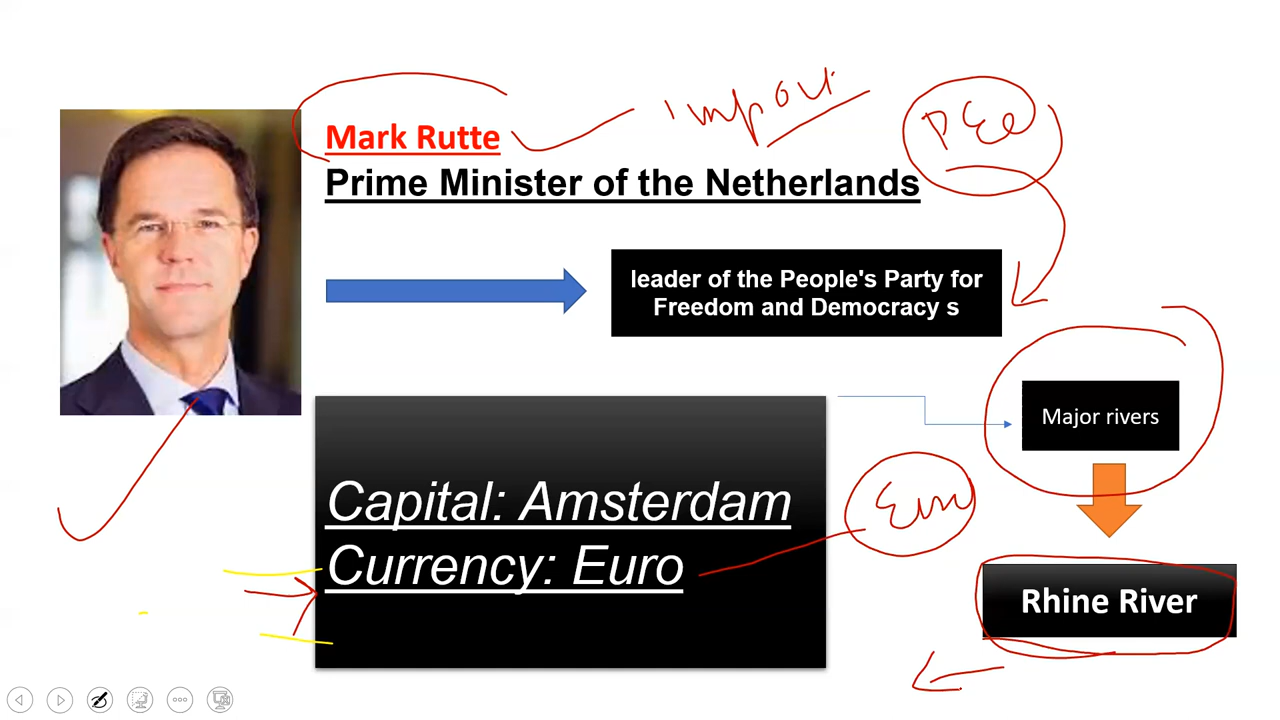 Mark Rutte
Prime Minister of the Netherlands
leader of the People's Party for
Freedom and Democracy s
Major rivers
Capital: Amsterdam
Currency: Euro
Euro
Rhine River